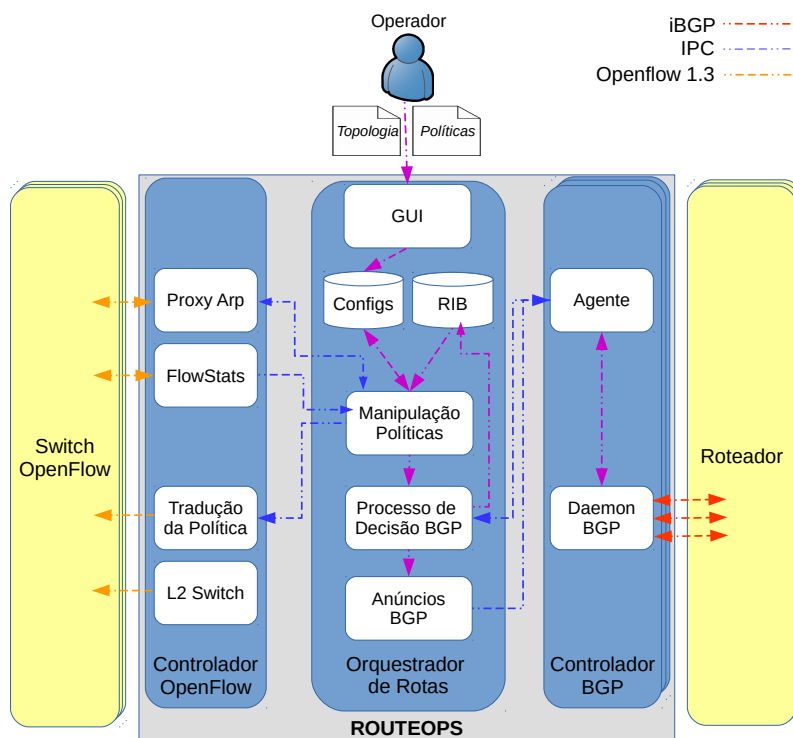 Operador
iBGP
IPC
Openflow 1.3
Topologia
Políticas
GUI
Configs
RIB
Proxy Arp
FlowStats
Agente
Manipulação
Políticas
Switch
OpenFlow
Roteador
Tradução
da Política
Processo de
Decisão BGP
Daemon
BGP
L2 Switch
Anúncios
BGP
Controlador
OpenFlow
Orquestrador
de Rotas
Controlador
BGP
ROUTEOPS